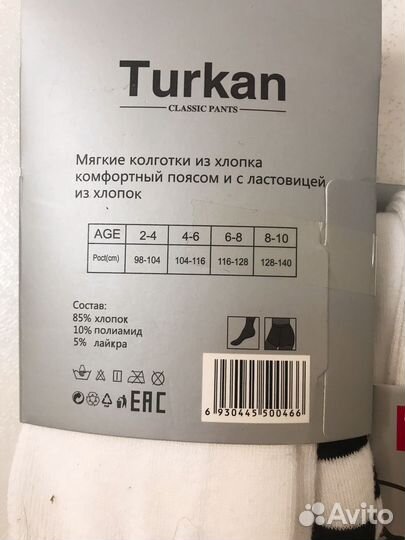 Turkan
CLASSIC PANTS
Мягкие колготки из хлопка
комфортный поясом и с ластовицей
из хлопок
AGE 2-4 4-6 6-8 8-10
Рост(cm) 98-104 104-116 116-128 128-140
Состав:
85% хлопок
10% полиамид
5% лайкра
EAC
6 930445 500466
Avito